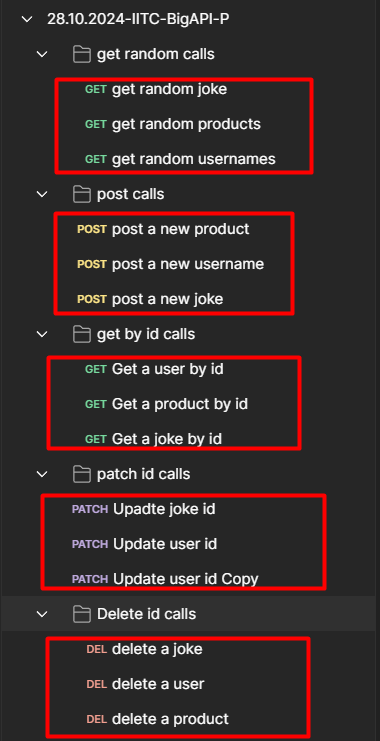 28.10.2024-IITC-BigAPI-P
get random calls
GET get random joke
GET get random products
GET get random usernames
post calls
POST post a new product
POST post a new username
POST post a new joke
get by id calls
GET Get a user by id
GET Get a product by id
GET Get a joke by id
patch id calls
PATCH Upadte joke id
PATCH Update user id
PATCH Update user id Copy
Delete id calls
DEL delete a joke
DEL delete a user
DEL delete a product